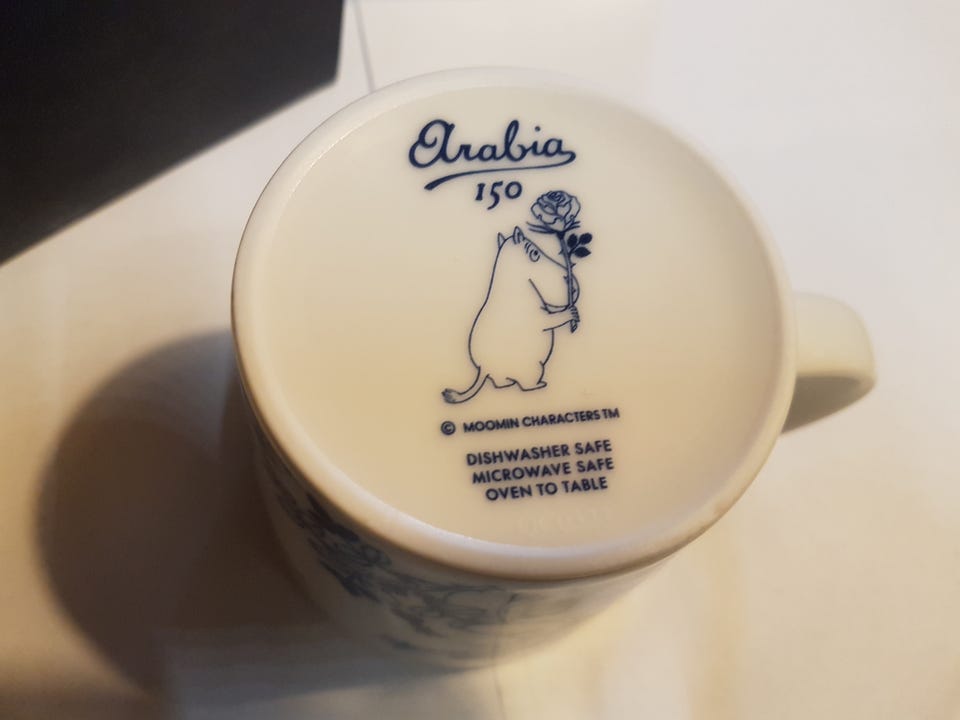 Arabia
150
© MOOMIN CHARACTERS TM
DISHWASHER SAFE
MICROWAVE SAFE
OVEN TO TABLE